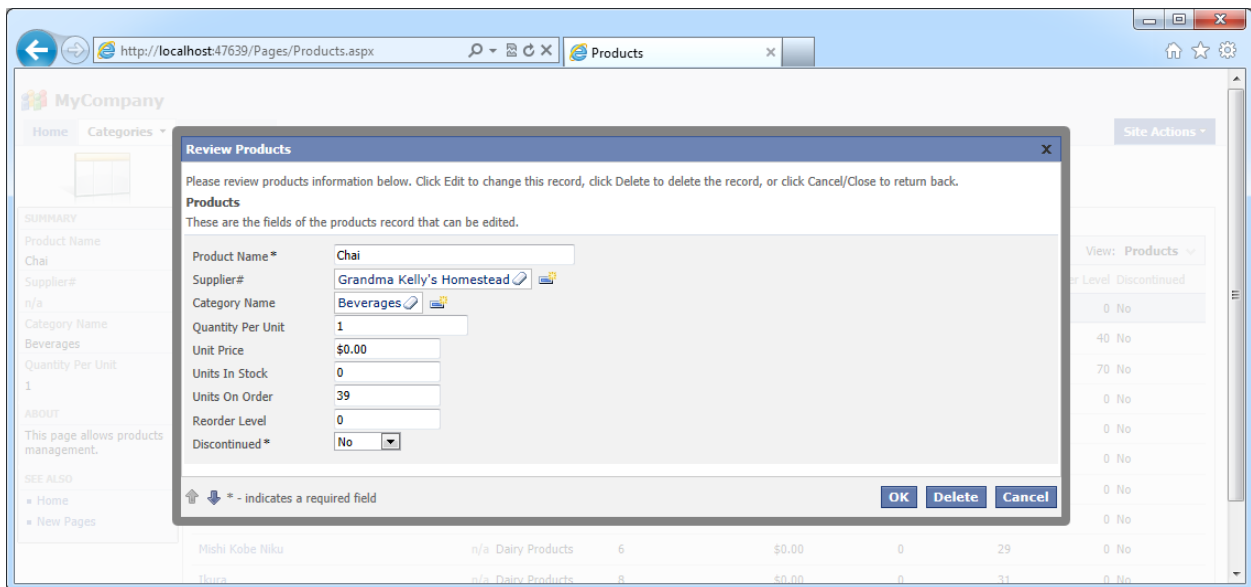 http://localhost:47639/Pages/Products.aspx
Products
MyCompany
Home Categories
Site Actions
Review Products x
Please review products information below. Click Edit to change this record, click Delete to delete the record, or click Cancel/Close to return back.
Products
These are the fields of the products record that can be edited.
Product Name * Chai
Supplier# Grandma Kelly's Homestead
Category Name Beverages
Quantity Per Unit 1
Unit Price $0.00
Units In Stock 0
Units On Order 39
Reorder Level 0
Discontinued * No
* - indicates a required field
OK Delete Cancel
SUMMARY
Product Name
Chai
Supplier#
n/a
Category Name
Beverages
Quantity Per Unit
1
ABOUT
This page allows products
management.
SEE ALSO
Home
New Pages
View: Products
Level Discontinued
0 No
40 No
70 No
0 No
0 No
0 No
0 No
0 No
Mishi Kobe Niku n/a Dairy Products 6 $0.00 0 29 0 No
Ikura n/a Dairy Products 8 $0.00 0 31 0 No